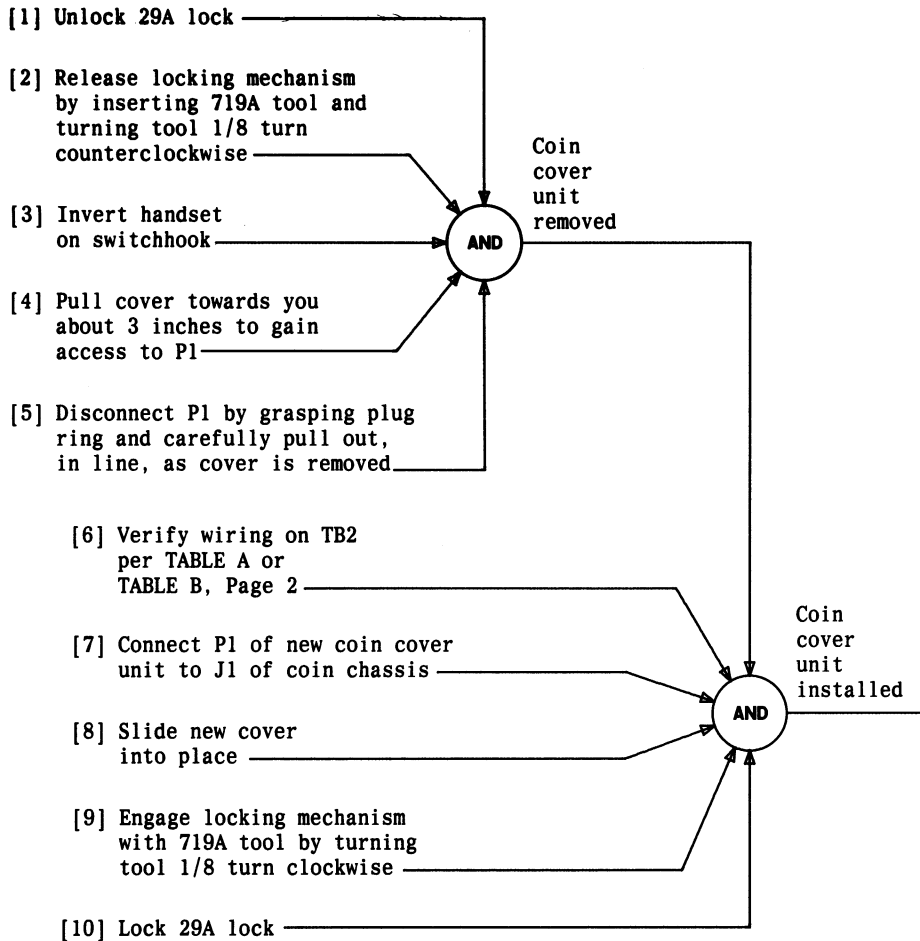 [1] Unlock 29A lock
[2] Release locking mechanism
by inserting 719A tool and
turning tool 1/8 turn
counterclockwise
Coin
cover
unit
removed
[3] Invert handset
on switchhook
AND
[4] Pull cover towards you
about 3 inches to gain
access to P1
[5] Disconnect P1 by grasping plug
ring and carefully pull out,
in line, as cover is removed
[6] Verify wiring on TB2
per TABLE A or
TABLE B, Page 2
[7] Connect P1 of new coin cover
unit to J1 of coin chassis
Coin
cover
unit
installed
AND
[8] Slide new cover
into place
[9] Engage locking mechanism
with 719A tool by turning
tool 1/8 turn clockwise
[10] Lock 29A lock